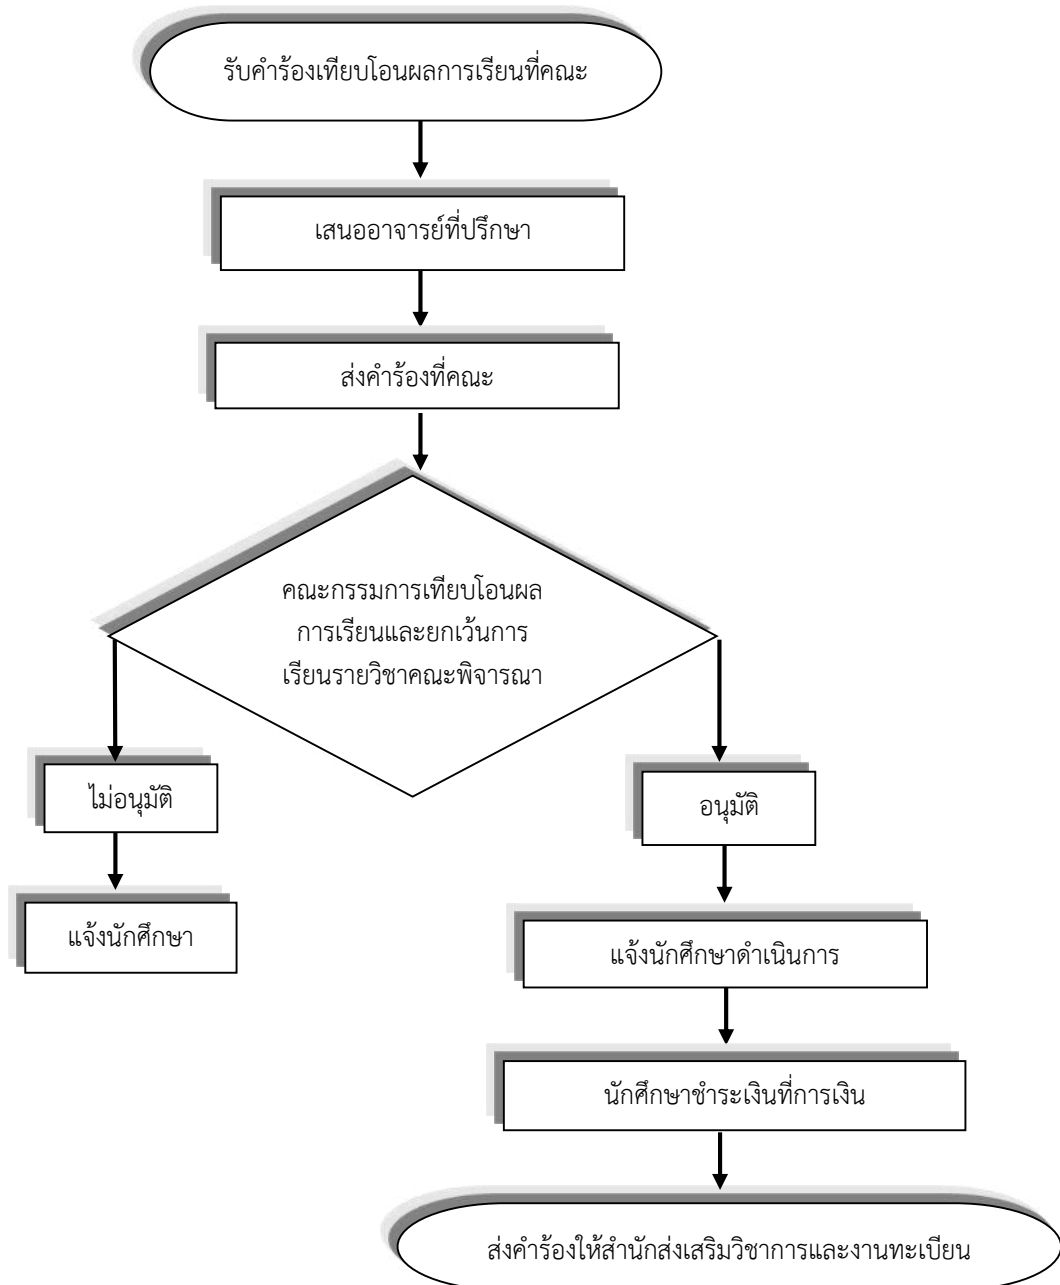 รับคำร้องเทียบโอนผลการเรียนที่คณะ
เสนออาจารย์ที่ปรึกษา
ส่งคำร้องที่คณะ
คณะกรรมการเทียบโอนผล
การเรียนและยกเว้นการ
เรียนรายวิชาคณะพิจารณา
ไม่อนุมัติ
อนุมัติ
แจ้งนักศึกษา
แจ้งนักศึกษาดำเนินการ
นักศึกษาชำระเงินที่การเงิน
ส่งคำร้องให้สำนักส่งเสริมวิชาการและงานทะเบียน